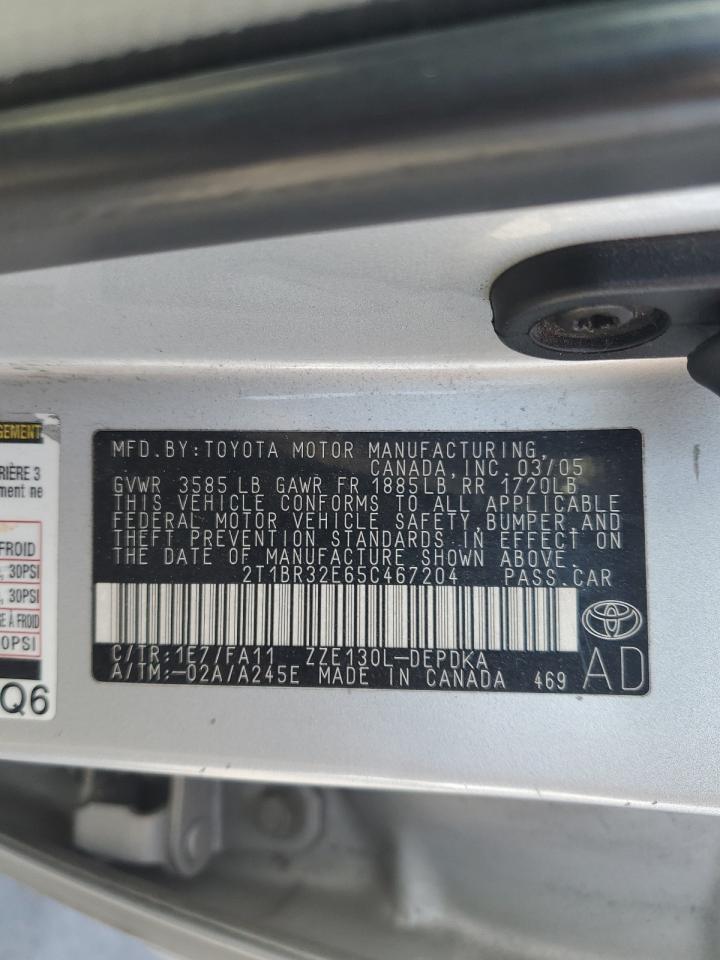 GEMENT
RIÈRE 3
ment ne
FROID
, 30PSI
, 30PSI
E À FROID
0PSI
Q6
MFD.BY:TOYOTA MOTOR MANUFACTURING,
CANADA,INC.03/05
GVWR 3585LB GAWR FR 1885LB,RR 1720LB
THIS VEHICLE CONFORMS TO ALL APPLICABLE
FEDERAL MOTOR VEHICLE SAFETY,BUMPER,AND
THEFT PREVENTION STANDARDS IN EFFECT ON
THE DATE OF MANUFACTURE SHOWN ABOVE.
2T1BR32E65C467204 PASS.CAR
C/TR:1E7/FA11 ZZE130L-DEPDKA
A/TM:-02A/A245E MADE IN CANADA 469
AD